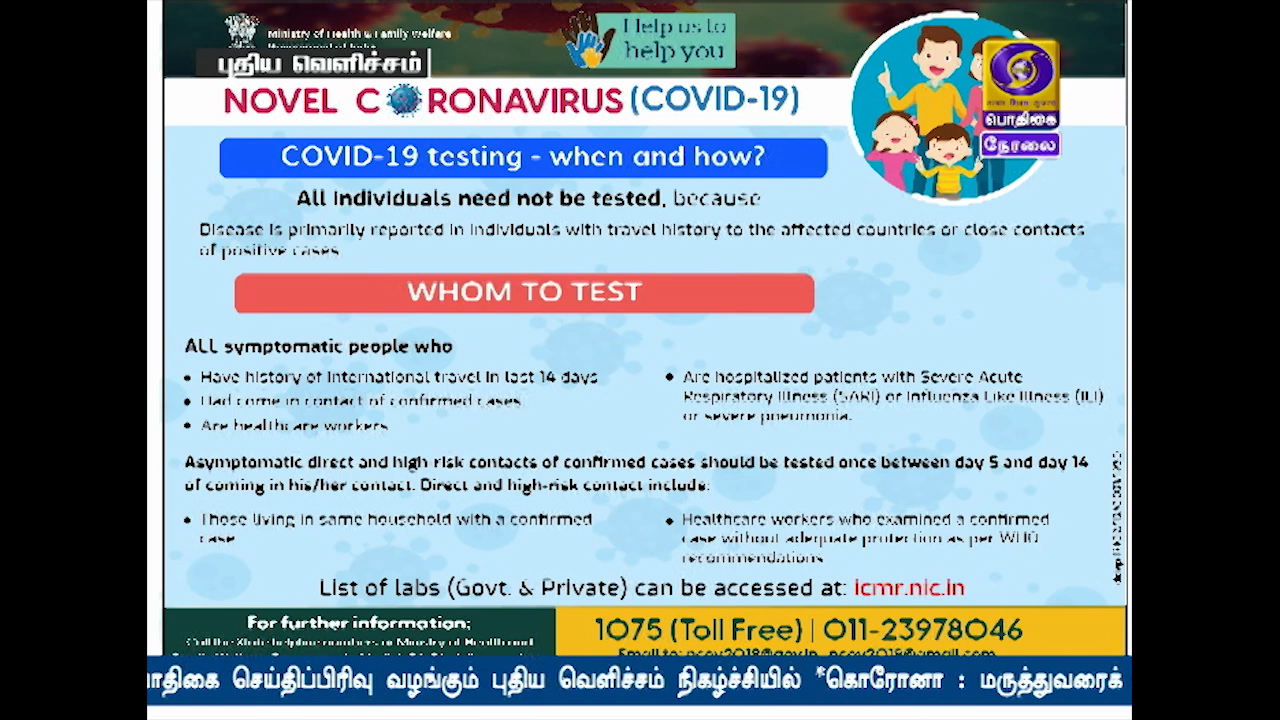 Ministry of Health & Family Welfare
Help us to
help you
புதிய வெளிச்சம்
NOVEL CORONAVIRUS (COVID-19)
பொதிகை
நேரலை
COVID-19 testing - when and how?
All individuals need not be tested, because
Disease is primarily reported in individuals with travel history to the affected countries or close contacts
of positive cases
WHOM TO TEST
ALL symptomatic people who
• Have history of international travel in last 14 days
• Had come in contact of confirmed cases
• Are healthcare workers
• Are hospitalized patients with Severe Acute
Respiratory Illness (SARI) or Influenza Like Illness (ILI)
or severe pneumonia.
Asymptomatic direct and high-risk contacts of confirmed cases should be tested once between day 5 and day 14
of coming in his/her contact. Direct and high-risk contact include:
• Those living in same household with a confirmed
case
• Healthcare workers who examined a confirmed
case without adequate protection as per WHO
recommendations
List of labs (Govt. & Private) can be accessed at: icmr.nic.in
For further information:
1075 (Toll Free) | 011-23978046
செய்திப்பிரிவு வழங்கும் புதிய வெளிச்சம் நிகழ்ச்சியில் *கொரோனா : மருத்துவரைக்